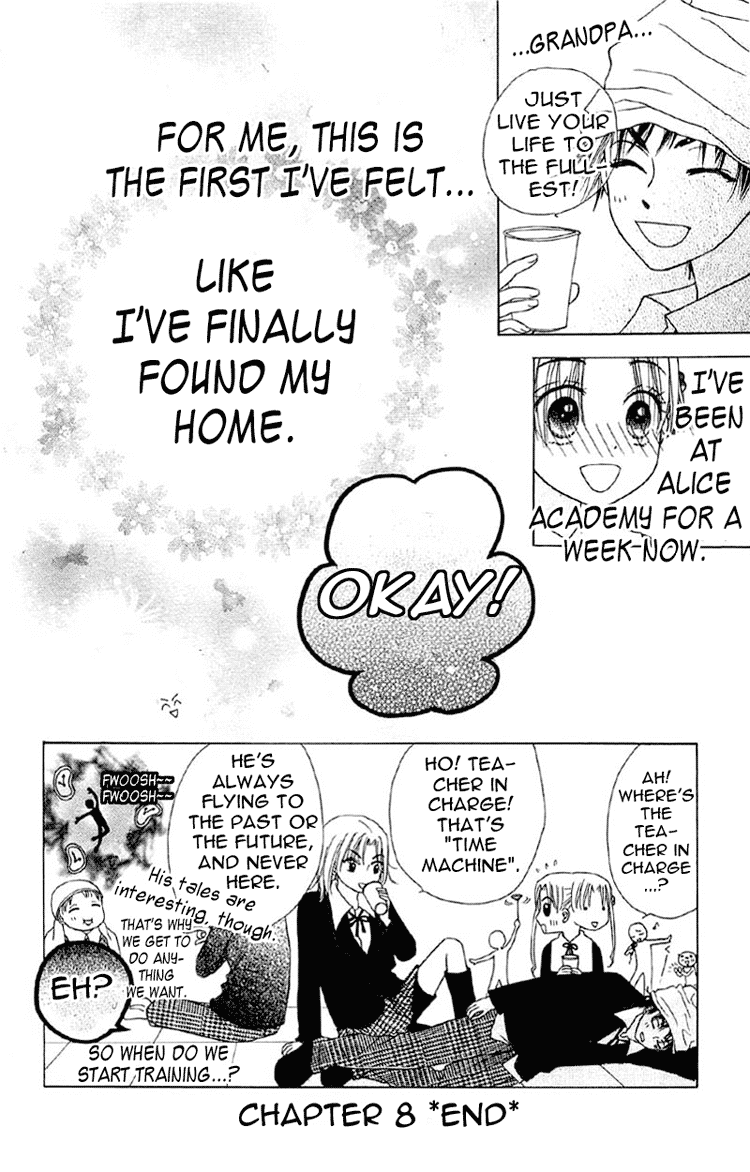 ...GRANDPA...
JUST
LIVE YOUR
LIFE TO
THE FULL-
EST!
I'VE
BEEN
AT
ALICE
ACADEMY FOR A
WEEK NOW.
FOR ME, THIS IS
THE FIRST I'VE FELT...
LIKE
I'VE FINALLY
FOUND MY
HOME.
OKAY!
AH!
WHERE'S
THE
TEA-
CHER IN
CHARGE
...?
HO! TEA-
CHER IN
CHARGE!
THAT'S
"TIME
MACHINE".
HE'S
ALWAYS
FLYING TO
THE PAST OR
THE FUTURE,
AND NEVER
HERE.
FWOOSH~~
FWOOSH~~
His tales are
interesting, though.
THAT'S WHY
WE GET TO
DO ANY-
THING
WE WANT.
EH?
SO WHEN DO WE
START TRAINING...?
CHAPTER 8 *END*